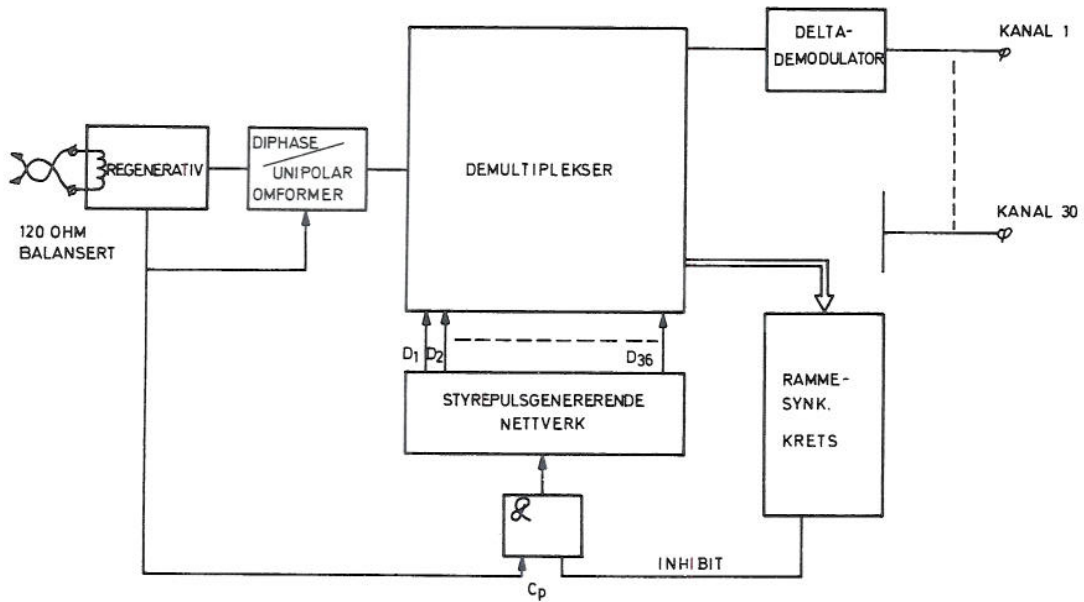 DELTA-
DEMODULATOR
KANAL 1
REGENERATIV
DIPHASE
UNIPOLAR
OMFORMER
DEMULTIPLEKSER
120 OHM
BALANSERT
KANAL 30
D1 D2 D36
STYREPULSGENERERENDE
NETTVERK
RAMME-
SYNK.
KRETS
&
INHIBIT
Cp